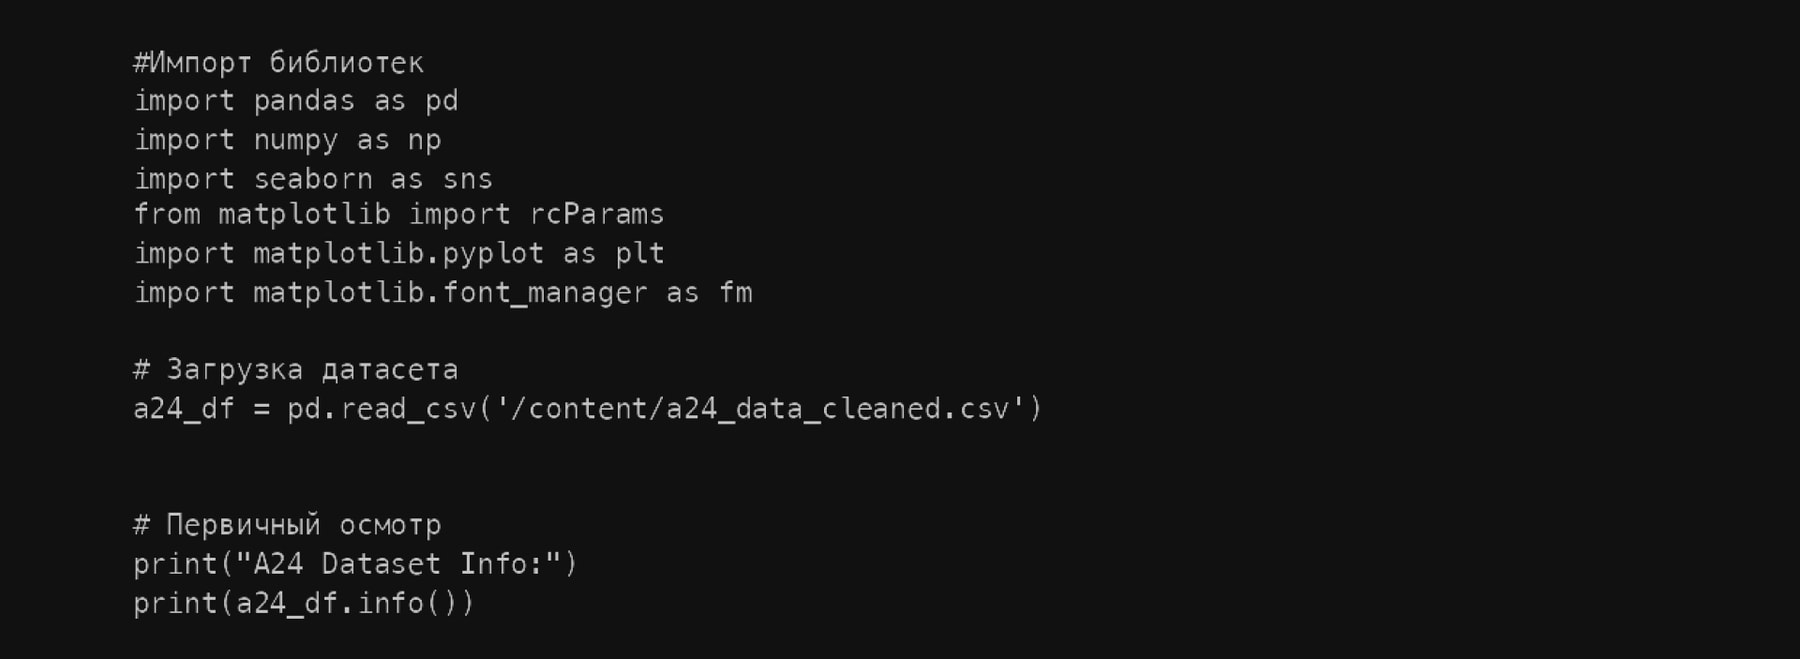 #Импорт библиотек
import pandas as pd
import numpy as np
import seaborn as sns
from matplotlib import rcParams
import matplotlib.pyplot as plt
import matplotlib.font_manager as fm
# Загрузка датасета
a24_df = pd.read_csv('/content/a24_data_cleaned.csv')
# Первичный осмотр
print("A24 Dataset Info:")
print(a24_df.info())